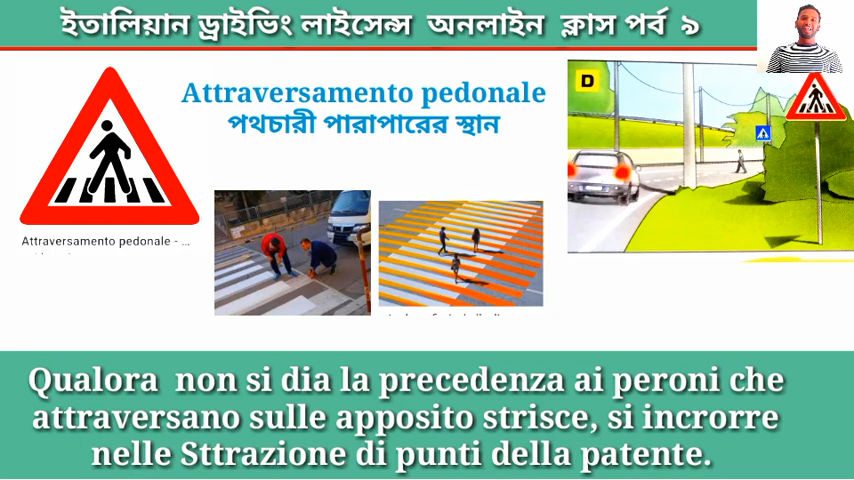 ইতালিয়ান ড্রাইভিং লাইসেন্স অনলাইন ক্লাস পর্ব ৯
Attraversamento pedonale
পথচারী পারাপারের স্থান
D
Attraversamento pedonale - ...
Qualora non si dia la precedenza ai peroni che
attraversano sulle apposito strisce, si incrorre
nelle Sttrazione di punti della patente.